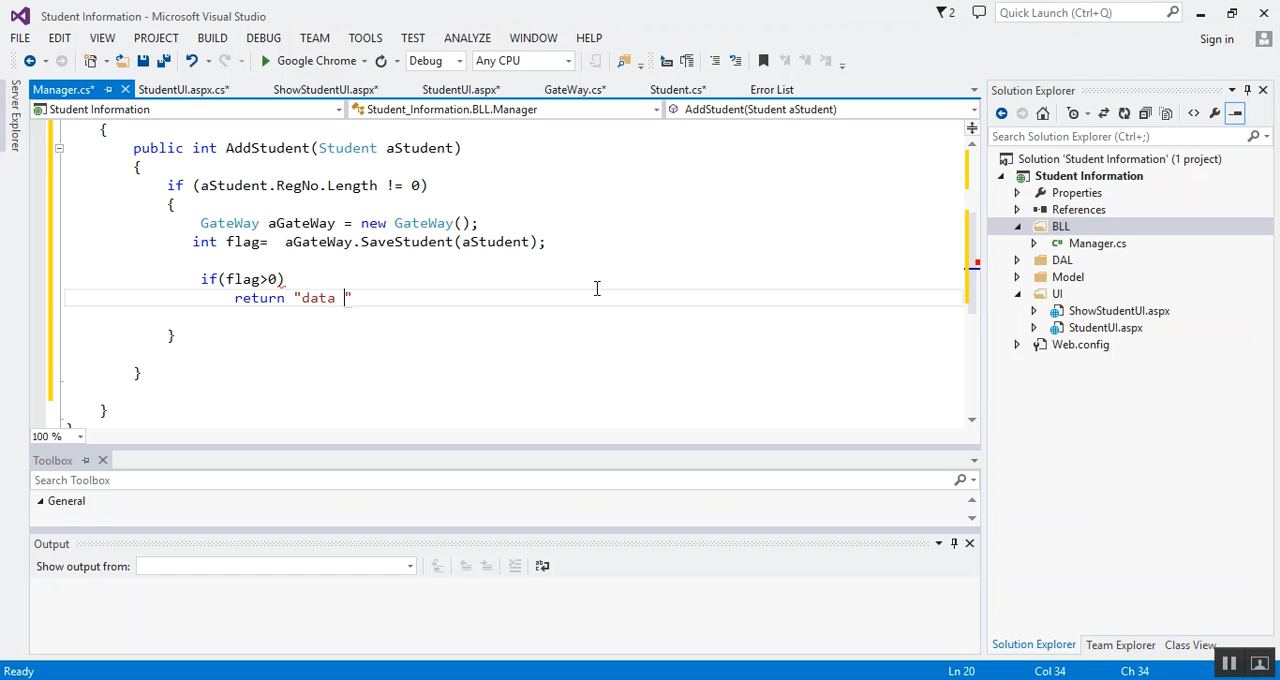 Student Information - Microsoft Visual Studio
2
Quick Launch (Ctrl+Q)
FILE EDIT VIEW PROJECT BUILD DEBUG TEAM TOOLS TEST ANALYZE WINDOW HELP
Sign in
Google Chrome Debug Any CPU
Server Explorer
Manager.cs* StudentUI.aspx.cs* ShowStudentUI.aspx* StudentUI.aspx* GateWay.cs* Student.cs* Error List
Student Information Student_Information.BLL.Manager AddStudent(Student aStudent)
{
public int AddStudent(Student aStudent)
{
if (aStudent.RegNo.Length != 0)
{
GateWay aGateWay = new GateWay();
int flag= aGateWay.SaveStudent(aStudent);
if(flag>0)
return "data "
}
}
}
100 %
Toolbox
Search Toolbox
General
Output
Show output from:
Solution Explorer
Search Solution Explorer (Ctrl+;)
Solution 'Student Information' (1 project)
Student Information
Properties
References
BLL
Manager.cs
DAL
Model
UI
ShowStudentUI.aspx
StudentUI.aspx
Web.config
Solution Explorer Team Explorer Class View
Ready Ln 20 Col 34 Ch 34